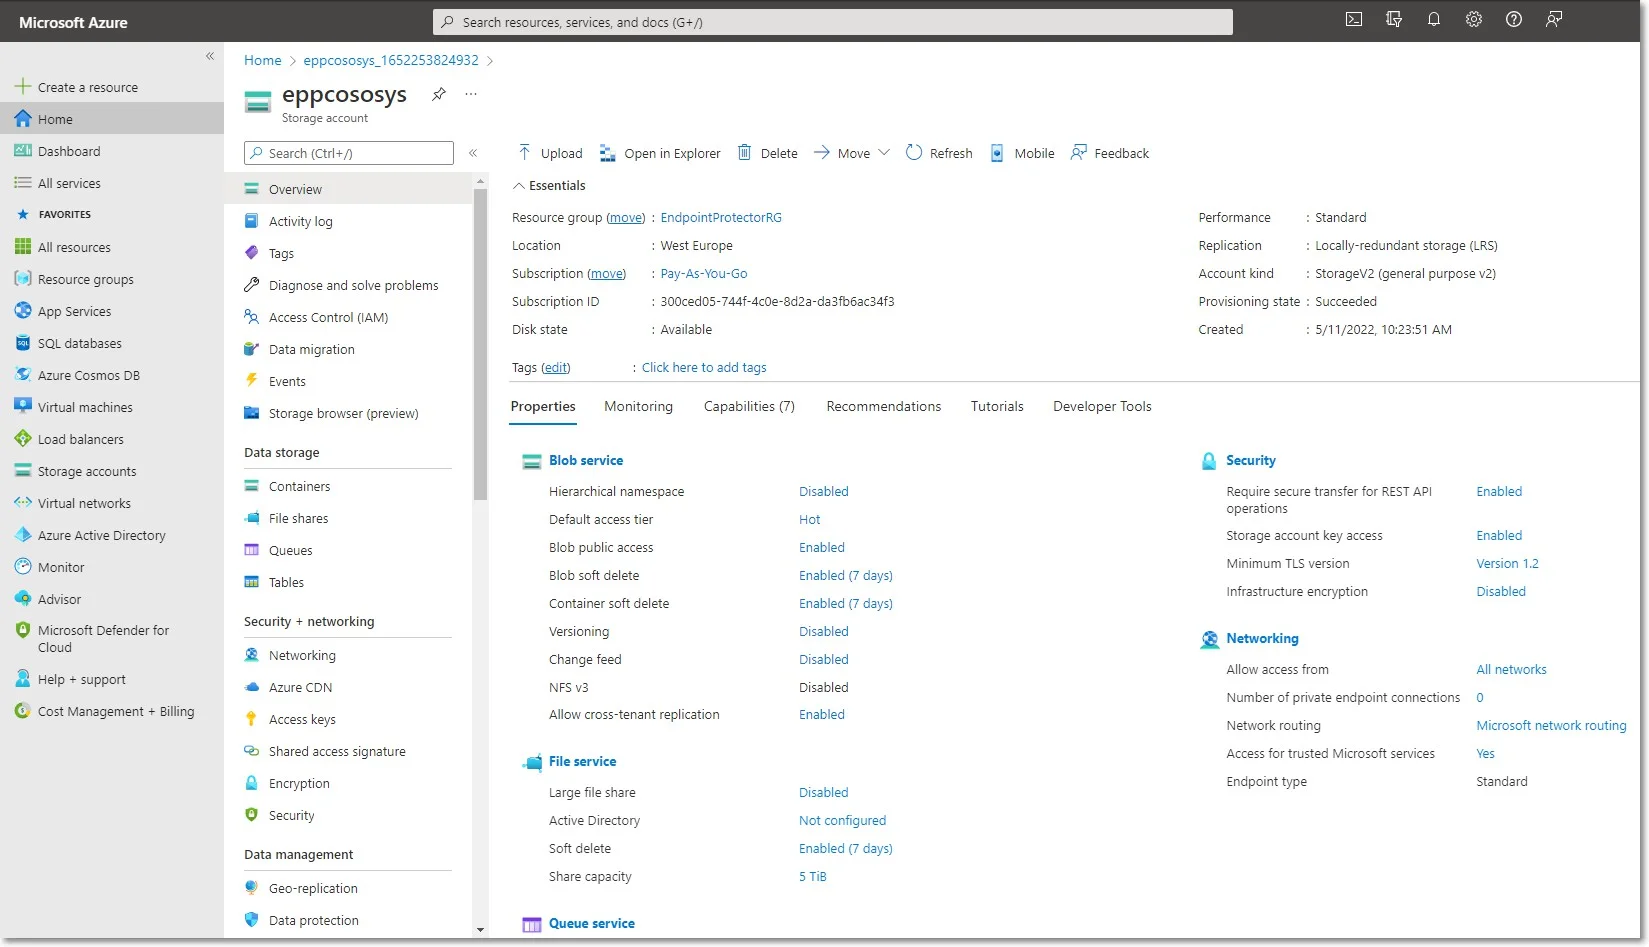 Microsoft Azure
Search resources, services, and docs (G+/)
«
Create a resource
Home
Dashboard
All services
FAVORITES
All resources
Resource groups
App Services
SQL databases
Azure Cosmos DB
Virtual machines
Load balancers
Storage accounts
Virtual networks
Azure Active Directory
Monitor
Advisor
Microsoft Defender for
Cloud
Help + support
Cost Management + Billing
Home > eppcososys_1652253824932 >
eppcososys ...
Storage account
Search (Ctrl+/) «
Overview
Activity log
Tags
Diagnose and solve problems
Access Control (IAM)
Data migration
Events
Storage browser (preview)
Data storage
Containers
File shares
Queues
Tables
Security + networking
Networking
Azure CDN
Access keys
Shared access signature
Encryption
Security
Data management
Geo-replication
Data protection
Upload Open in Explorer Delete Move Refresh Mobile Feedback
Essentials
Resource group (move) : EndpointProtectorRG
Location : West Europe
Subscription (move) : Pay-As-You-Go
Subscription ID : 300ced05-744f-4c0e-8d2a-da3fb6ac34f3
Disk state : Available
Performance : Standard
Replication : Locally-redundant storage (LRS)
Account kind : StorageV2 (general purpose v2)
Provisioning state : Succeeded
Created : 5/11/2022, 10:23:51 AM
Tags (edit) : Click here to add tags
Properties Monitoring Capabilities (7) Recommendations Tutorials Developer Tools
Blob service
Hierarchical namespace Disabled
Default access tier Hot
Blob public access Enabled
Blob soft delete Enabled (7 days)
Container soft delete Enabled (7 days)
Versioning Disabled
Change feed Disabled
NFS v3 Disabled
Allow cross-tenant replication Enabled
File service
Large file share Disabled
Active Directory Not configured
Soft delete Enabled (7 days)
Share capacity 5 TiB
Queue service
Security
Require secure transfer for REST API Enabled
operations
Storage account key access Enabled
Minimum TLS version Version 1.2
Infrastructure encryption Disabled
Networking
Allow access from All networks
Number of private endpoint connections 0
Network routing Microsoft network routing
Access for trusted Microsoft services Yes
Endpoint type Standard